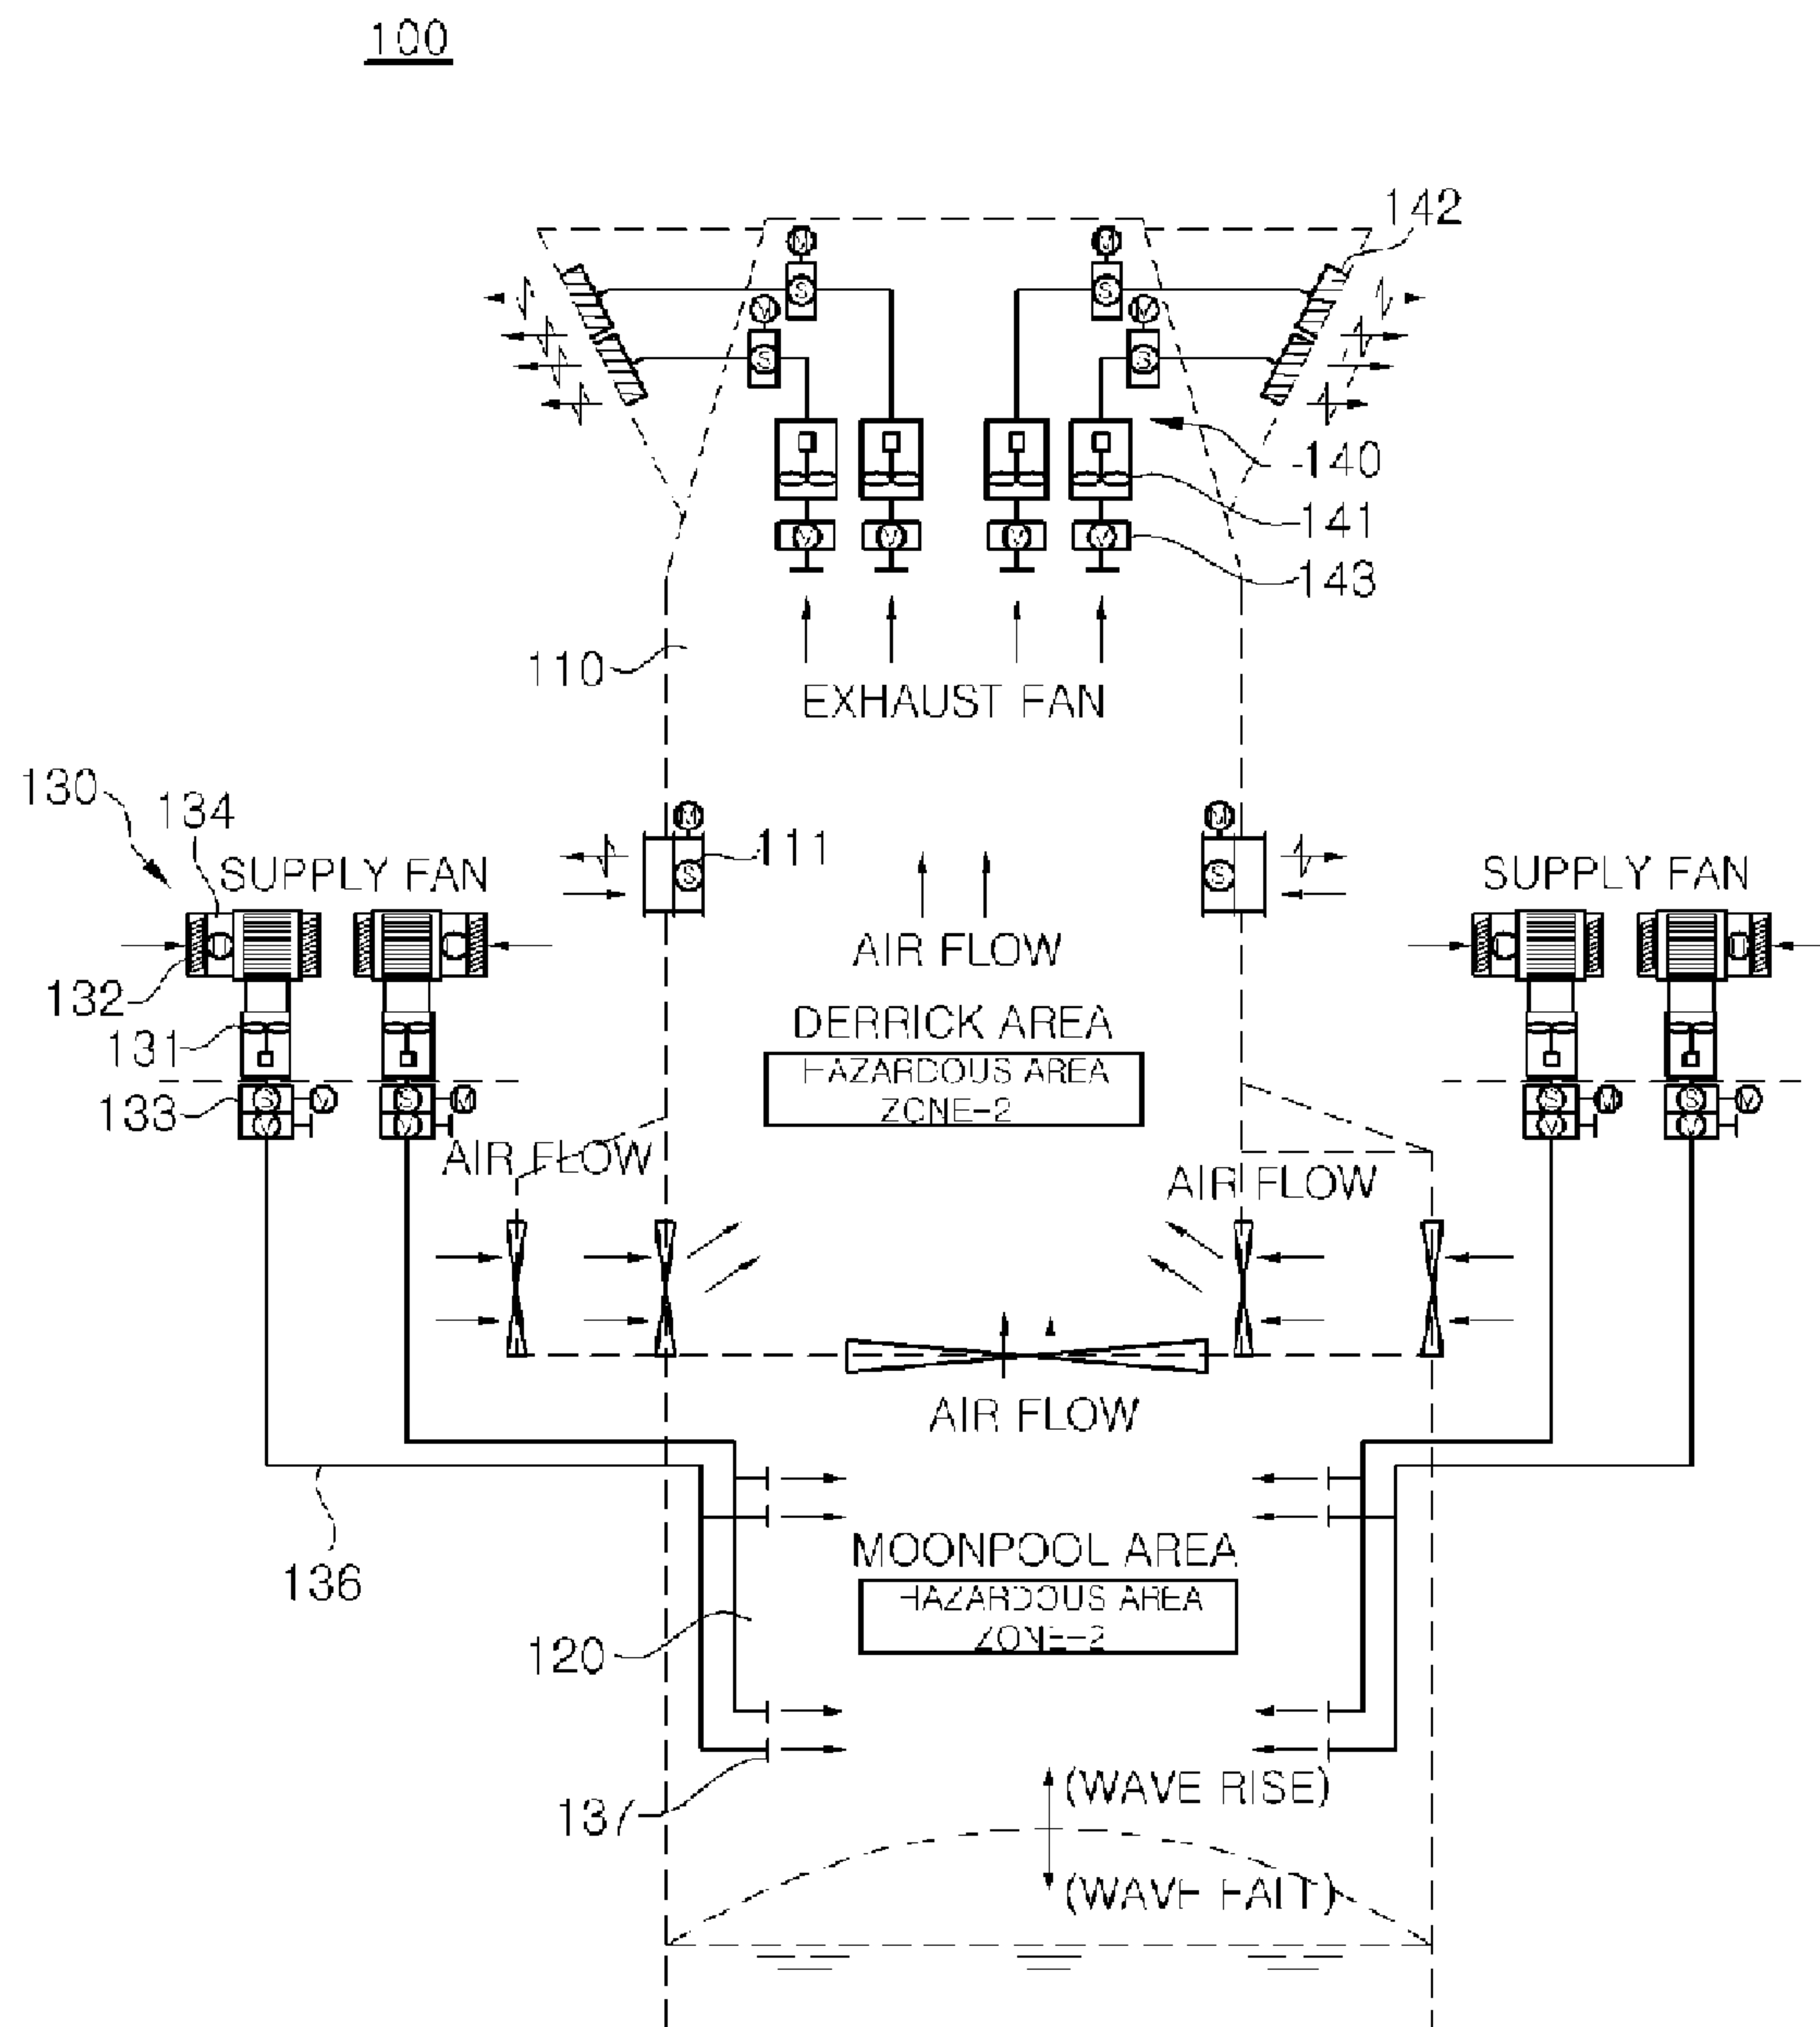 100
142
140
141
143
110
EXHAUST FAN
130
134
111
SUPPLY FAN
SUPPLY FAN
AIR FLOW
132
DERRICK AREA
131
HAZARDOUS AREA
ZONE-2
133
AIR FLOW
AIR FLOW
AIR FLOW
136
MOONPOOL AREA
HAZARDOUS AREA
ZONE-2
120
(WAVE RISE)
137